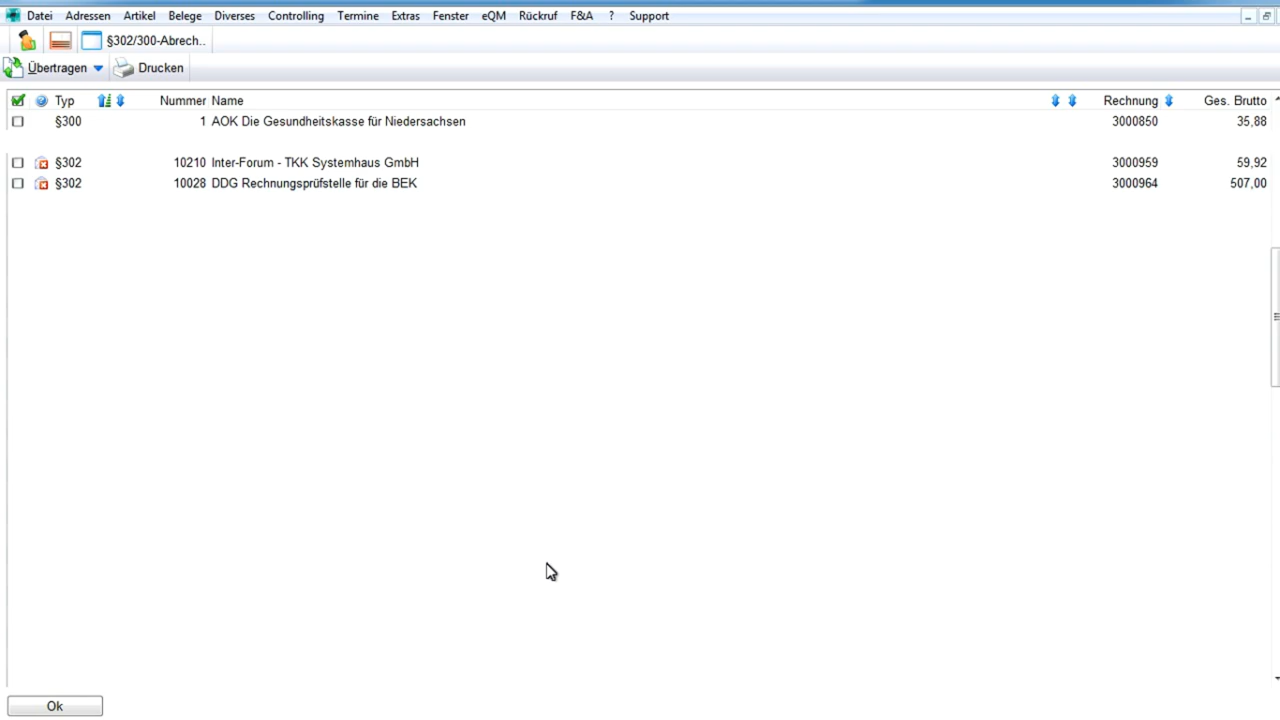 Datei Adressen Artikel Belege Diverses Controlling Termine Extras Fenster eQM Rückruf F&A ? Support
§302/300-Abrech..
Übertragen Drucken
Typ Nummer Name Rechnung Ges. Brutto
§300 1 AOK Die Gesundheitskasse für Niedersachsen 3000850 35,88
§302 10210 Inter-Forum - TKK Systemhaus GmbH 3000959 59,92
§302 10028 DDG Rechnungsprüfstelle für die BEK 3000964 507,00
Ok